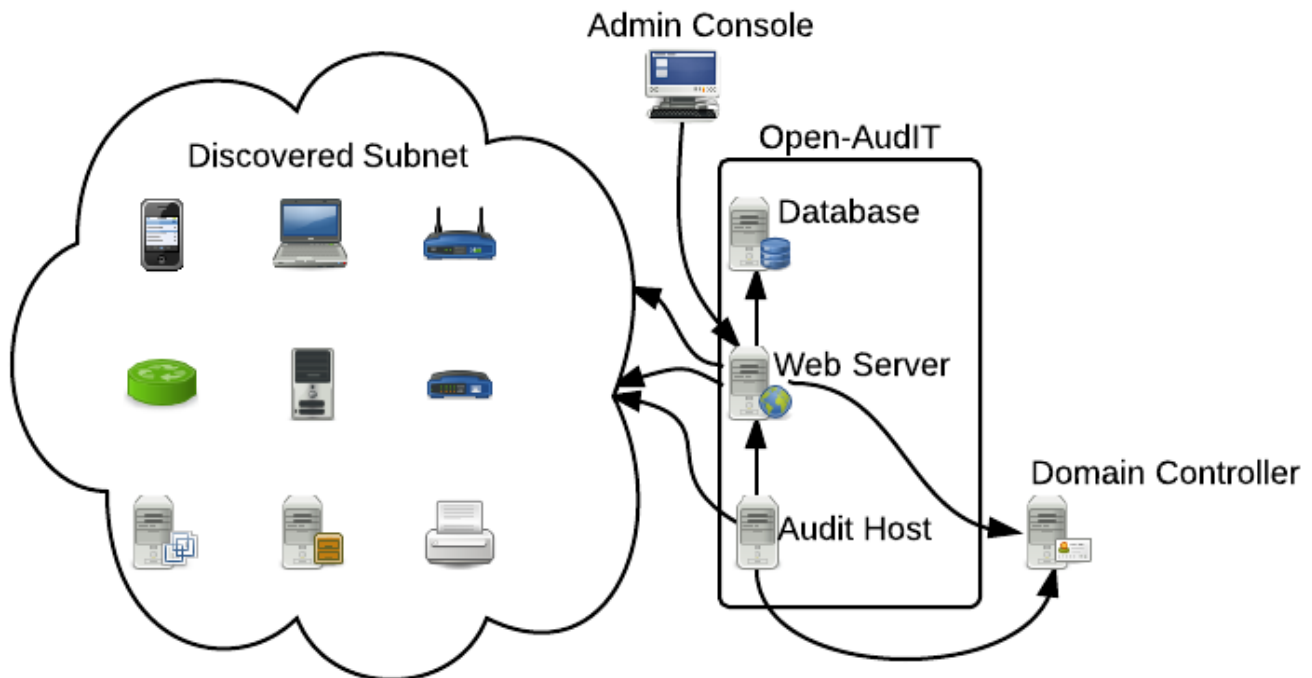 Admin Console
Open-AudIT
Discovered Subnet
Database
Web Server
Domain Controller
Audit Host